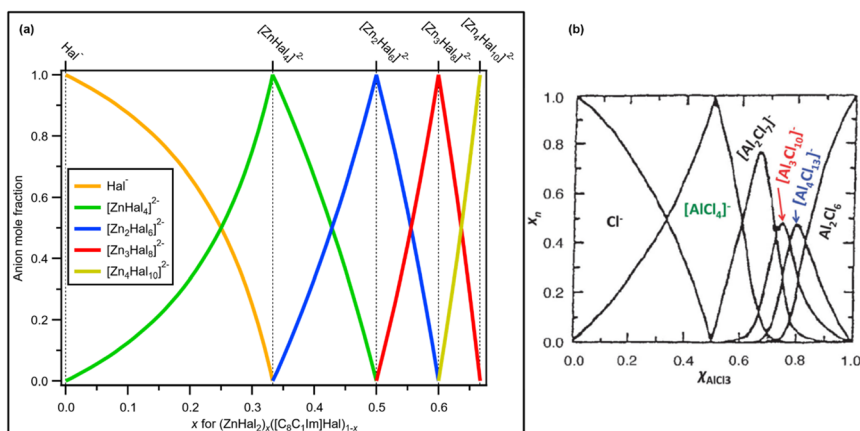 (a)
Hal⁻
[ZnHal₄]²⁻
[Zn₂Hal₆]²⁻
[Zn₃Hal₈]²⁻
[Zn₄Hal₁₀]²⁻
1.0
0.8
0.6
0.4
0.2
0.0
Anion mole fraction
Hal⁻
[ZnHal₄]²⁻
[Zn₂Hal₆]²⁻
[Zn₃Hal₈]²⁻
[Zn₄Hal₁₀]²⁻
0.0 0.1 0.2 0.3 0.4 0.5 0.6
x for (ZnHal₂)ₓ([C₈C₁Im]Hal)₁₋ₓ
(b)
1.0
0.8
0.6
0.4
0.2
0.0
xₙ
Cl⁻
[AlCl₄]⁻
[Al₂Cl₇]⁻
[Al₃Cl₁₀]⁻
[Al₄Cl₁₃]⁻
Al₂Cl₆
0.0 0.2 0.4 0.6 0.8 1.0
χAlCl3